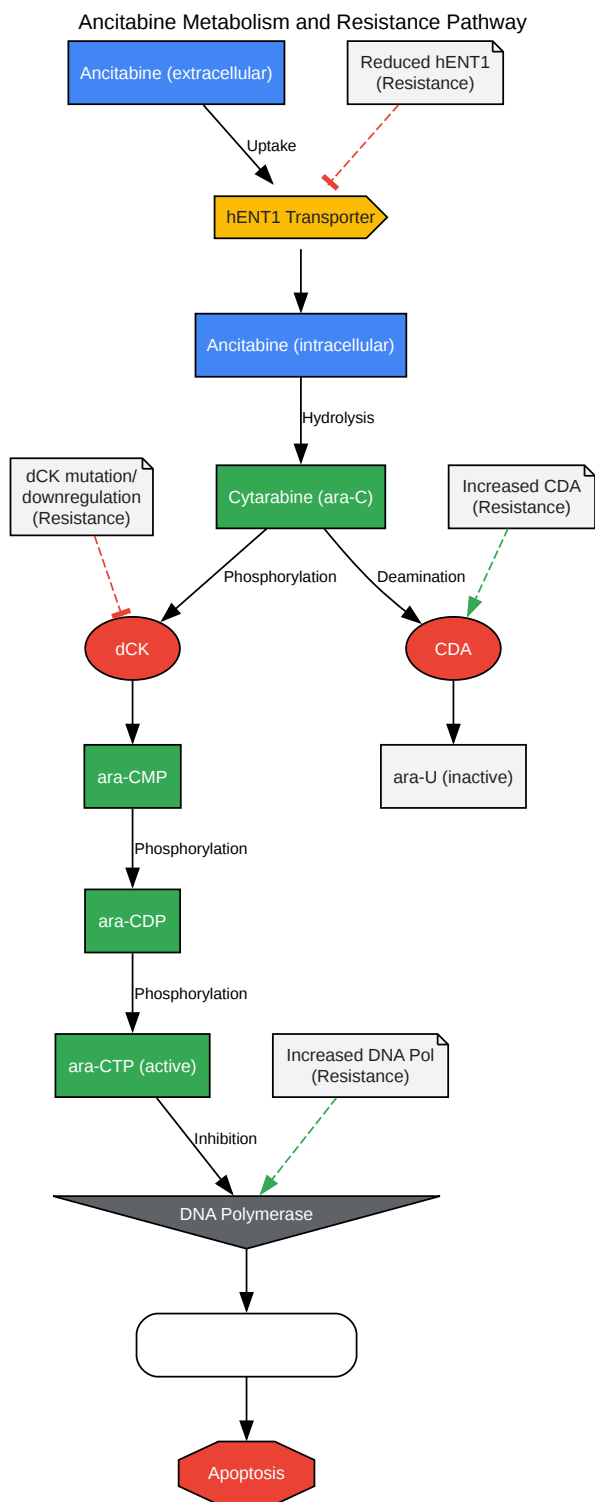 Ancitabine Metabolism and Resistance Pathway
Ancitabine (extracellular)
Reduced hENT1
(Resistance)
Uptake
hENT1 Transporter
Ancitabine (intracellular)
Hydrolysis
dCK mutation/
downregulation
(Resistance)
Cytarabine (ara-C)
Increased CDA
(Resistance)
Phosphorylation
Deamination
dCK
CDA
ara-CMP
ara-U (inactive)
Phosphorylation
ara-CDP
Phosphorylation
ara-CTP (active)
Increased DNA Pol
(Resistance)
Inhibition
DNA Polymerase
Apoptosis